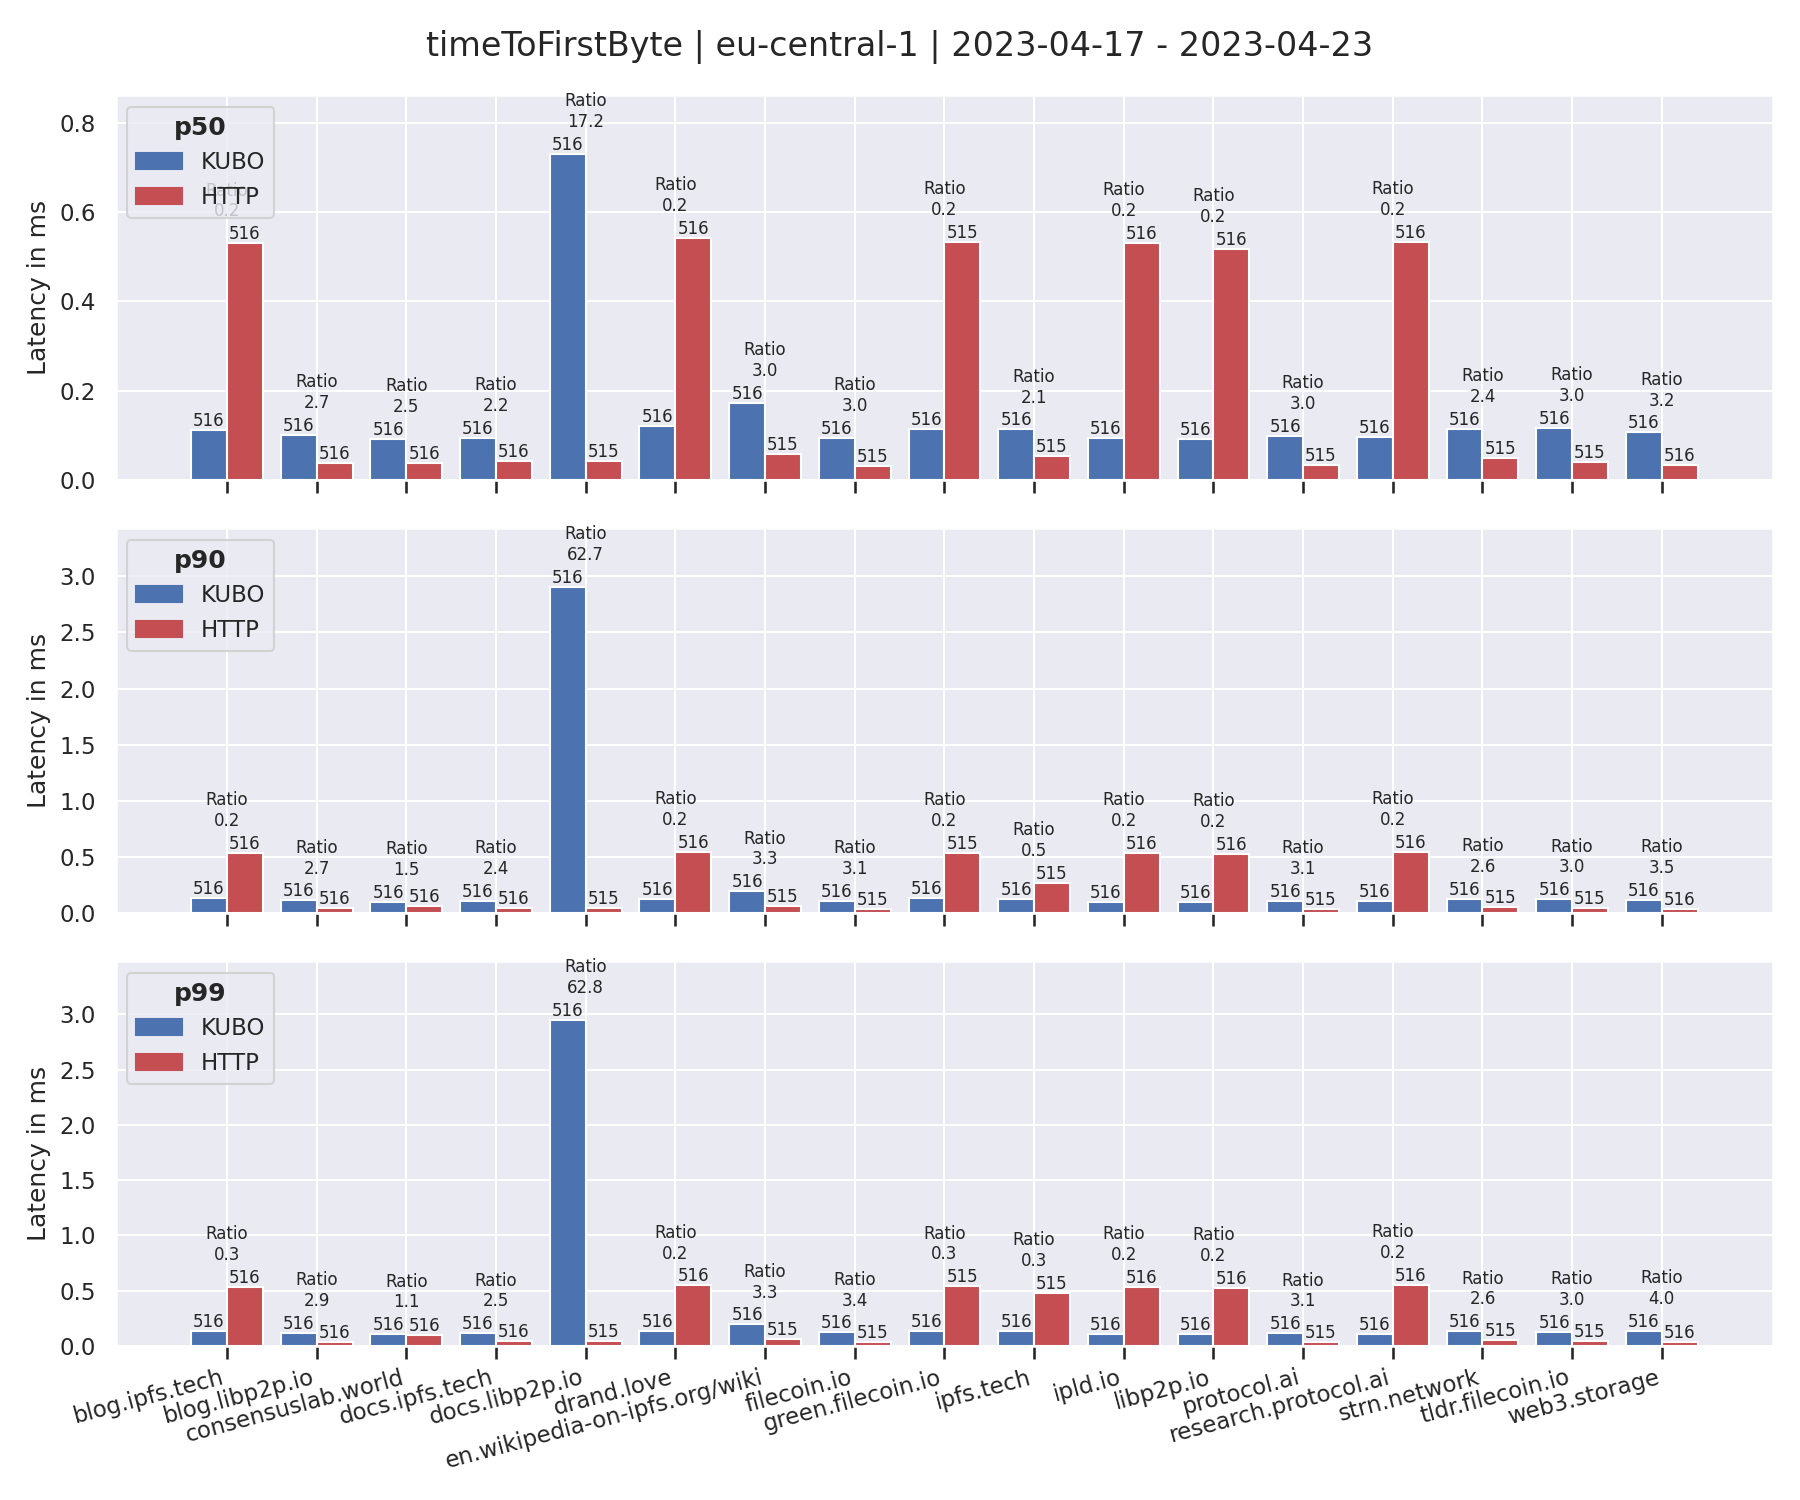 timeToFirstByte | eu-central-1 | 2023-04-17 - 2023-04-23
Latency in ms
0.8
0.6
0.4
0.2
0.0
p50
KUBO
HTTP
Ratio
0.2
516
516
Ratio
2.7
516
516
Ratio
2.5
516
516
Ratio
2.2
516
516
Ratio
17.2
516
515
Ratio
0.2
516
516
Ratio
3.0
516
515
Ratio
3.0
516
515
Ratio
0.2
516
515
Ratio
2.1
516
515
Ratio
0.2
516
516
Ratio
0.2
516
516
Ratio
3.0
516
515
Ratio
0.2
516
516
Ratio
2.4
516
515
Ratio
3.0
516
515
Ratio
3.2
516
516
Latency in ms
3.0
2.5
2.0
1.5
1.0
0.5
0.0
p90
KUBO
HTTP
Ratio
0.2
516
516
Ratio
2.7
516
516
Ratio
1.5
516
516
Ratio
2.4
516
516
Ratio
62.7
516
515
Ratio
0.2
516
516
Ratio
3.3
516
515
Ratio
3.1
516
515
Ratio
0.2
516
515
Ratio
0.5
516
515
Ratio
0.2
516
516
Ratio
0.2
516
516
Ratio
3.1
516
515
Ratio
0.2
516
516
Ratio
2.6
516
515
Ratio
3.0
516
515
Ratio
3.5
516
516
Latency in ms
3.0
2.5
2.0
1.5
1.0
0.5
0.0
p99
KUBO
HTTP
Ratio
0.3
516
516
Ratio
2.9
516
516
Ratio
1.1
516
516
Ratio
2.5
516
516
Ratio
62.8
516
515
Ratio
0.2
516
516
Ratio
3.3
516
515
Ratio
3.4
516
515
Ratio
0.3
516
515
Ratio
0.3
516
515
Ratio
0.2
516
516
Ratio
0.2
516
516
Ratio
3.1
516
515
Ratio
0.2
516
516
Ratio
2.6
516
515
Ratio
3.0
516
515
Ratio
4.0
516
516
blog.ipfs.tech
blog.libp2p.io
consensuslab.world
docs.ipfs.tech
docs.libp2p.io
drand.love
en.wikipedia-on-ipfs.org/wiki
filecoin.io
green.filecoin.io
ipfs.tech
ipld.io
libp2p.io
protocol.ai
research.protocol.ai
strn.network
tldr.filecoin.io
web3.storage